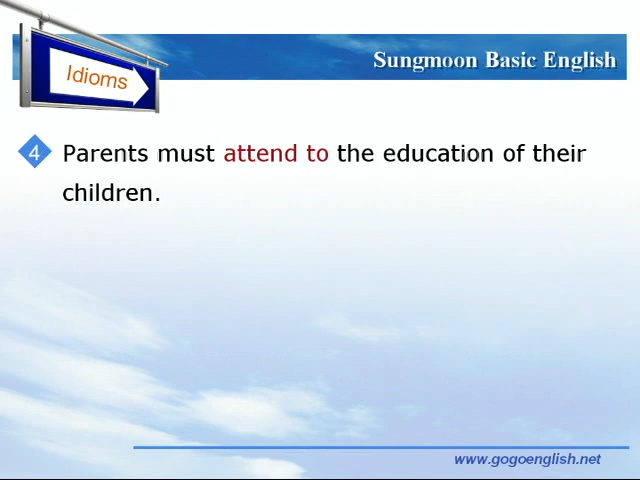 Idioms
Sungmoon Basic English
4 Parents must attend to the education of their
children.
www.gogoenglish.net